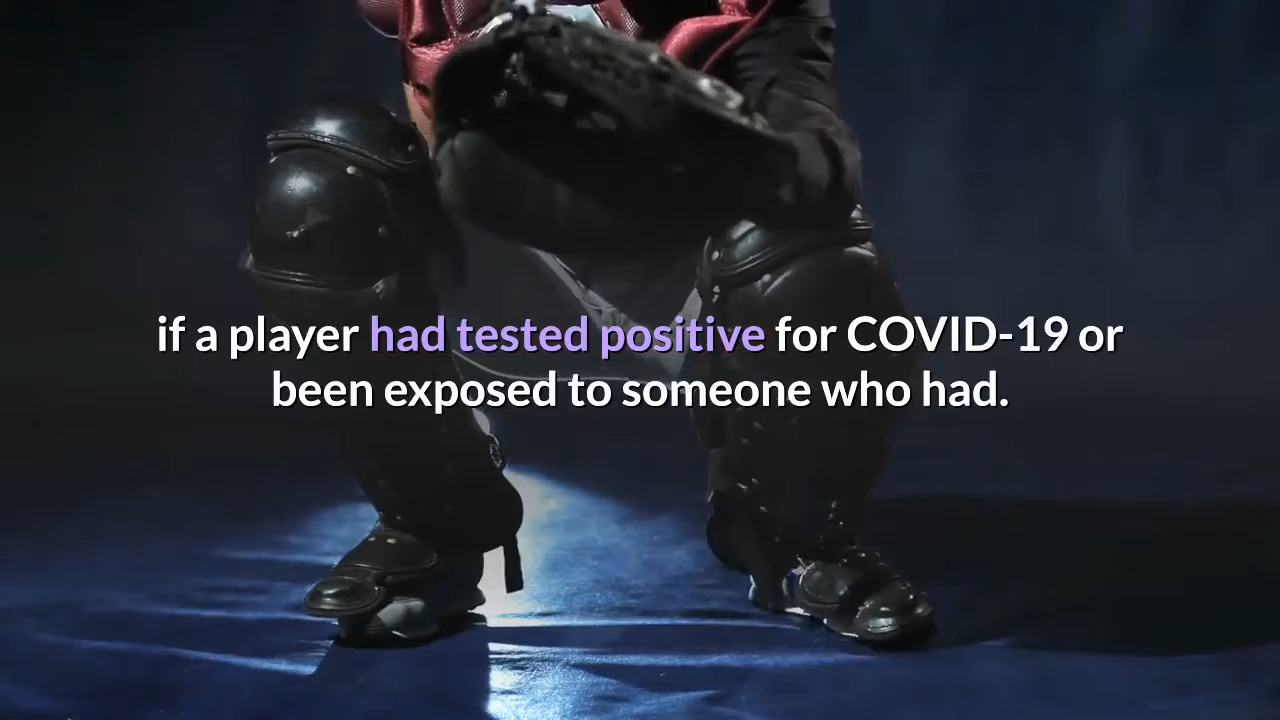 if a player had tested positive for COVID-19 or
been exposed to someone who had.